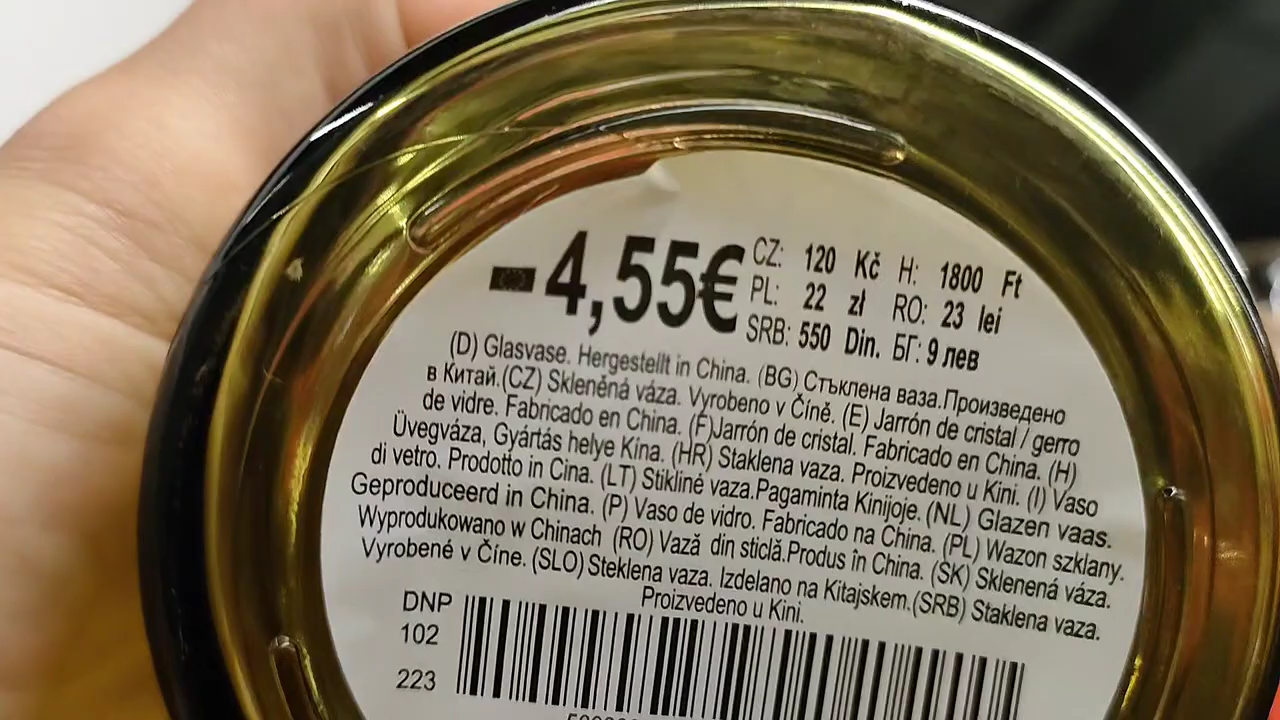 4,55€
CZ: 120 Kč H: 1800 Ft
PL: 22 zł RO: 23 lei
SRB: 550 Din. БГ: 9 лев
(D) Glasvase. Hergestellt in China. (BG) Стъклена ваза.Произведено
в Китай.(CZ) Skleněná váza. Vyrobeno v Číně. (E) Jarrón de cristal / gerro
de vidre. Fabricado en China. (F)Jarrón de cristal. Fabricado en China. (H)
Üvegváza, Gyártás helye Kína. (HR) Staklena vaza. Proizvedeno u Kini. (I) Vaso
di vetro. Prodotto in Cina. (LT) Stiklinė vaza.Pagaminta Kinijoje. (NL) Glazen vaas.
Geproduceerd in China. (P) Vaso de vidro. Fabricado na China. (PL) Wazon szklany.
Wyprodukowano w Chinach (RO) Vază din sticlă.Produs în China. (SK) Sklenená váza.
Vyrobené v Číne. (SLO) Steklena vaza. Izdelano na Kitajskem.(SRB) Staklena vaza.
Proizvedeno u Kini.
DNP
102
223